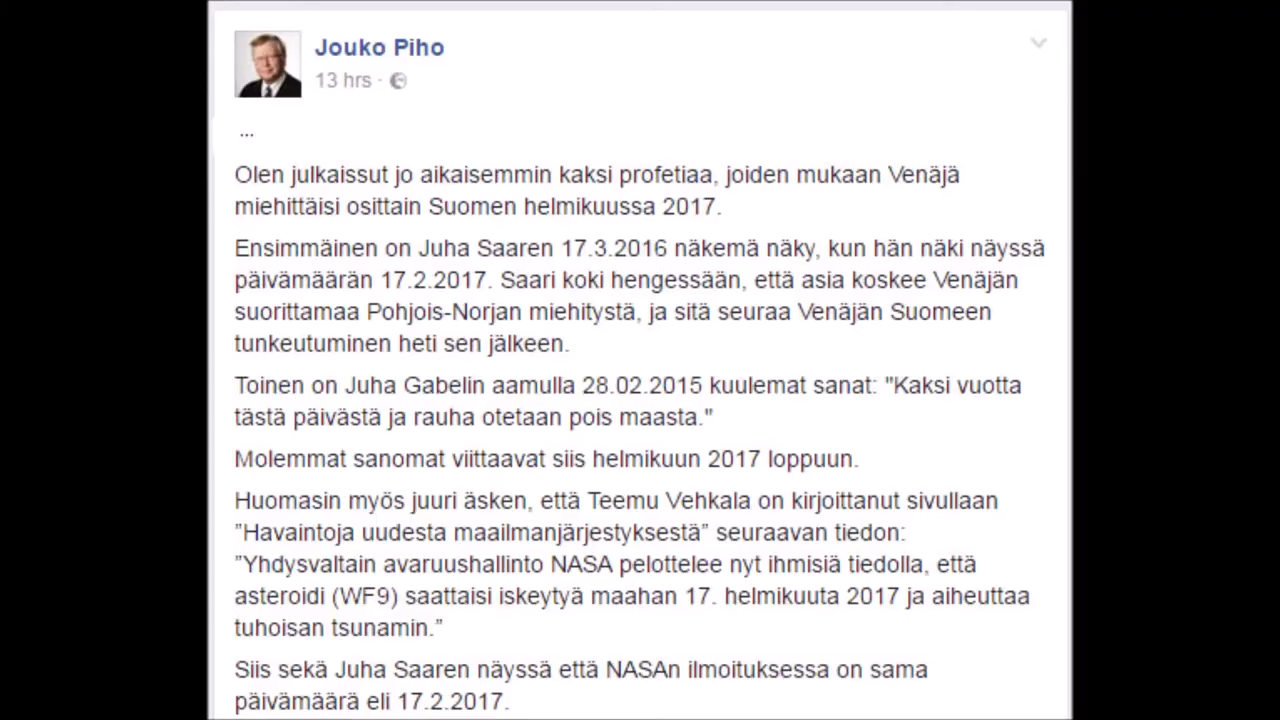 Jouko Piho
13 hrs ·
...
Olen julkaissut jo aikaisemmin kaksi profetiaa, joiden mukaan Venäjä
miehittäisi osittain Suomen helmikuussa 2017.
Ensimmäinen on Juha Saaren 17.3.2016 näkemä näky, kun hän näki näyssä
päivämäärän 17.2.2017. Saari koki hengessään, että asia koskee Venäjän
suorittamaa Pohjois-Norjan miehitystä, ja sitä seuraa Venäjän Suomeen
tunkeutuminen heti sen jälkeen.
Toinen on Juha Gabelin aamulla 28.02.2015 kuulemat sanat: "Kaksi vuotta
tästä päivästä ja rauha otetaan pois maasta."
Molemmat sanomat viittaavat siis helmikuun 2017 loppuun.
Huomasin myös juuri äsken, että Teemu Vehkala on kirjoittanut sivullaan
”Havaintoja uudesta maailmanjärjestyksestä” seuraavan tiedon:
”Yhdysvaltain avaruushallinto NASA pelottelee nyt ihmisiä tiedolla, että
asteroidi (WF9) saattaisi iskeytyä maahan 17. helmikuuta 2017 ja aiheuttaa
tuhoisan tsunamin.”
Siis sekä Juha Saaren näyssä että NASAn ilmoituksessa on sama
päivämäärä eli 17.2.2017.